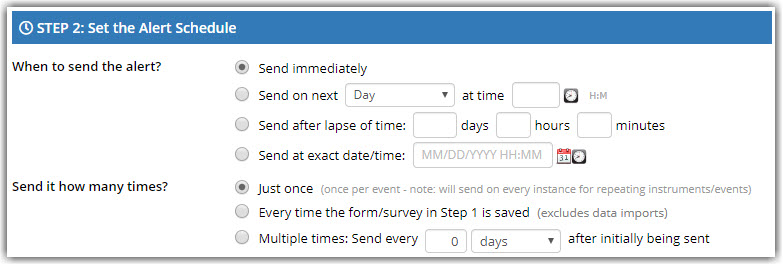 STEP 2: Set the Alert Schedule
When to send the alert? Send immediately
Send on next Day at time H:M
Send after lapse of time: days hours minutes
Send at exact date/time: MM/DD/YYYY HH:MM 31
Send it how many times? Just once (once per event - note: will send on every instance for repeating instruments/events)
Every time the form/survey in Step 1 is saved (excludes data imports)
Multiple times: Send every 0 days after initially being sent